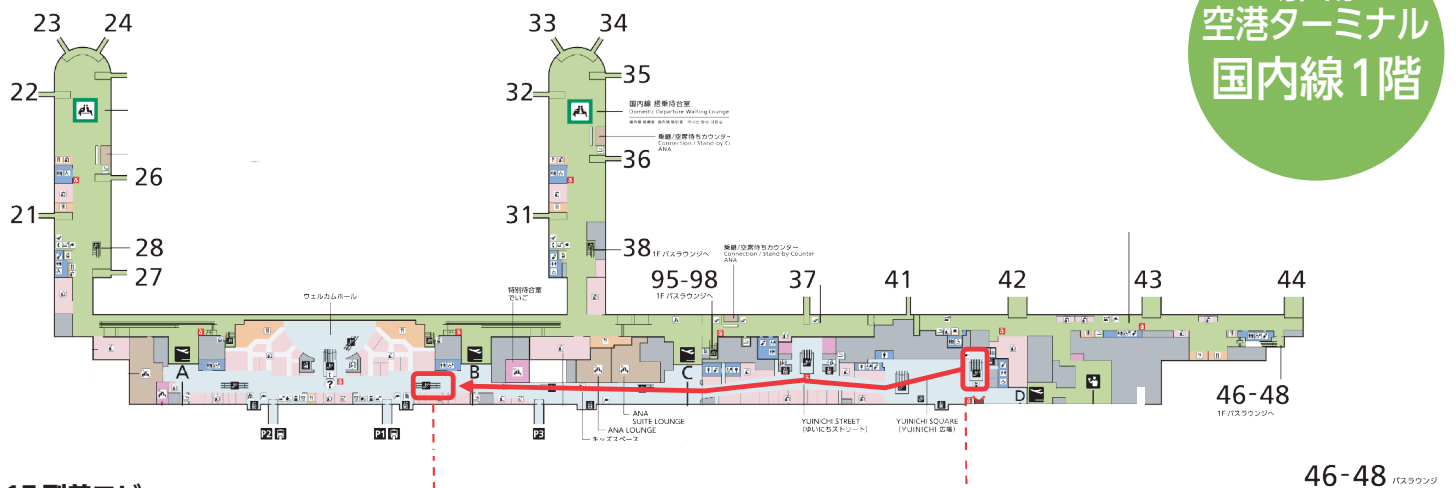 空港ターミナル
国内線1階
23
24
33
34
22
32
35
国内線 搭乗待合室
Domestic Departure Waiting Lounge
乗継/空席待ちカウンター
Connection / Stand-by C
ANA
26
36
21
31
28
27
38
1F バスラウンジへ
乗継/空席待ちカウンター
Connection / Stand-by Counter
ANA
95-98
1F バスラウンジへ
37
41
42
43
44
ウェルカムホール
特別待合室
でいご
A
B
C
D
?
46-48
1F バスラウンジへ
P2
P1
P3
ANA
SUITE LOUNGE
ANA LOUNGE
キッズスペース
YUINICHI STREET
(ゆいにちストリート)
YUINICHI SQUARE
(YUINICHI 広場)
46-48 バスラウンジ